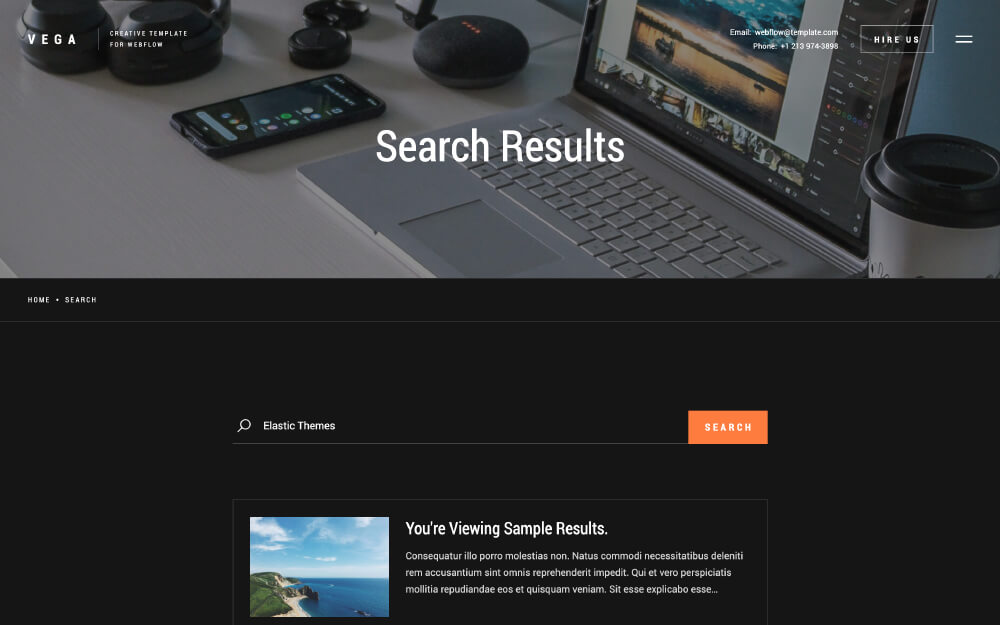 VEGA
CREATIVE TEMPLATE
FOR WEBFLOW
Email: webflow@template.com
Phone: +1 213 974-3898
HIRE US
Search Results
HOME • SEARCH
Elastic Themes
SEARCH
You're Viewing Sample Results.
Consequatur illo porro molestias non. Natus commodi necessitatibus deleniti
rem accusantium sint omnis reprehenderit impedit. Qui et vero perspiciatis
mollitia repudiandae eos et quisquam veniam. Sit esse explicabo esse...